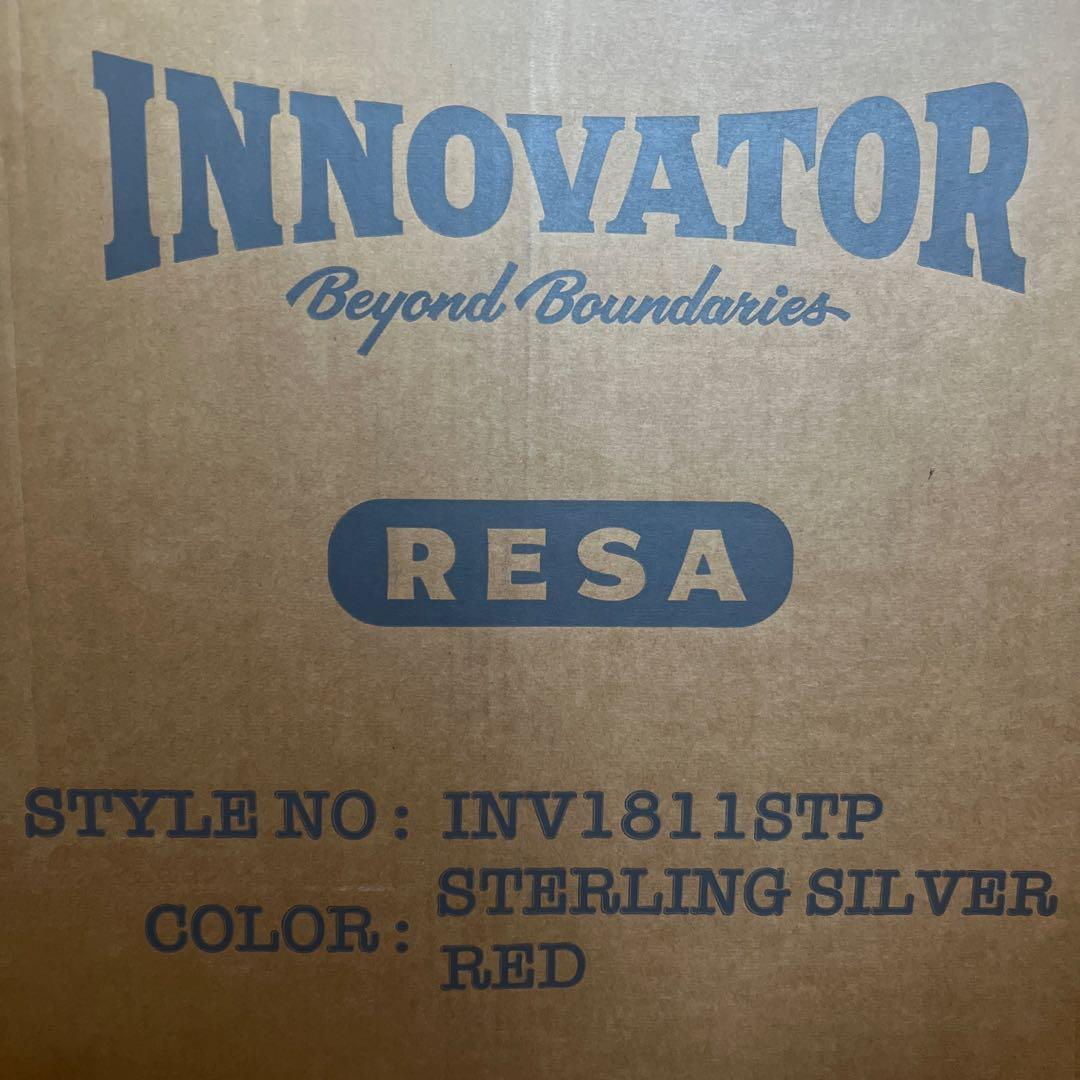 INNOVATOR
Beyond Boundaries
RESA
STYLE NO : INV1811STP
COLOR : STERLING SILVER
RED